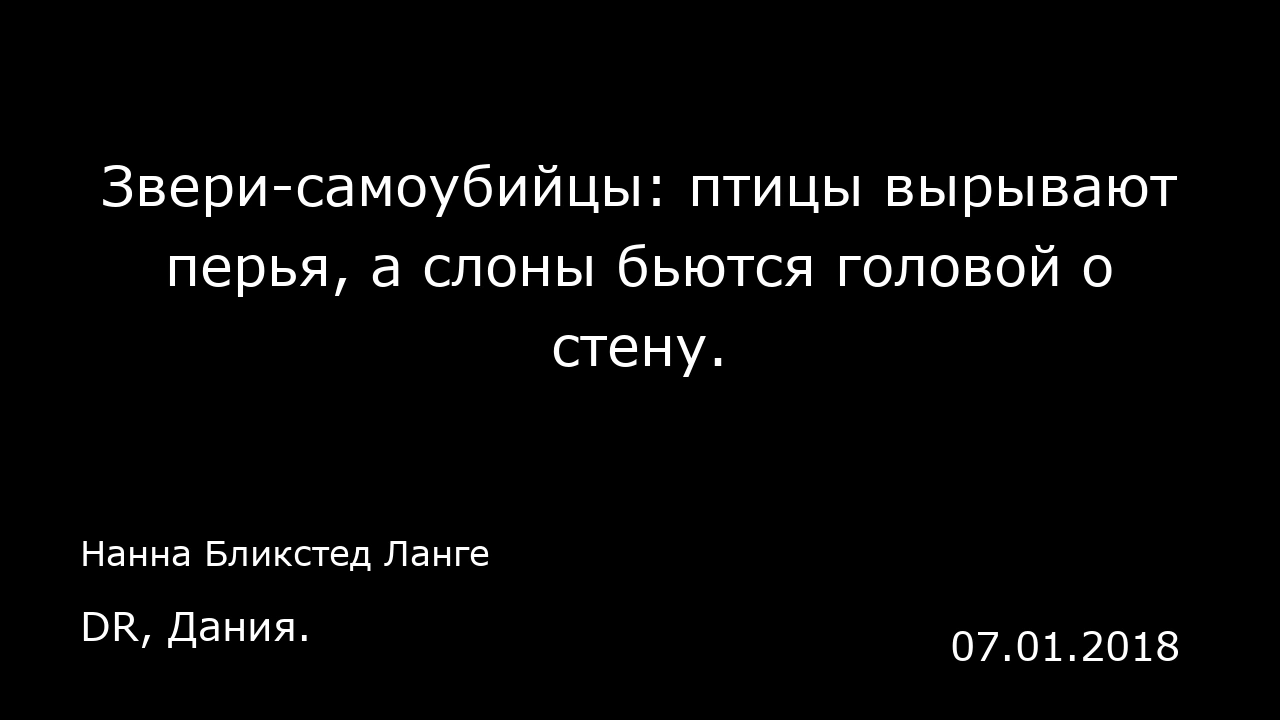 Звери-самоубийцы: птицы вырывают
перья, а слоны бьются головой о
стену.
Нанна Бликстед Ланге
DR, Дания.
07.01.2018